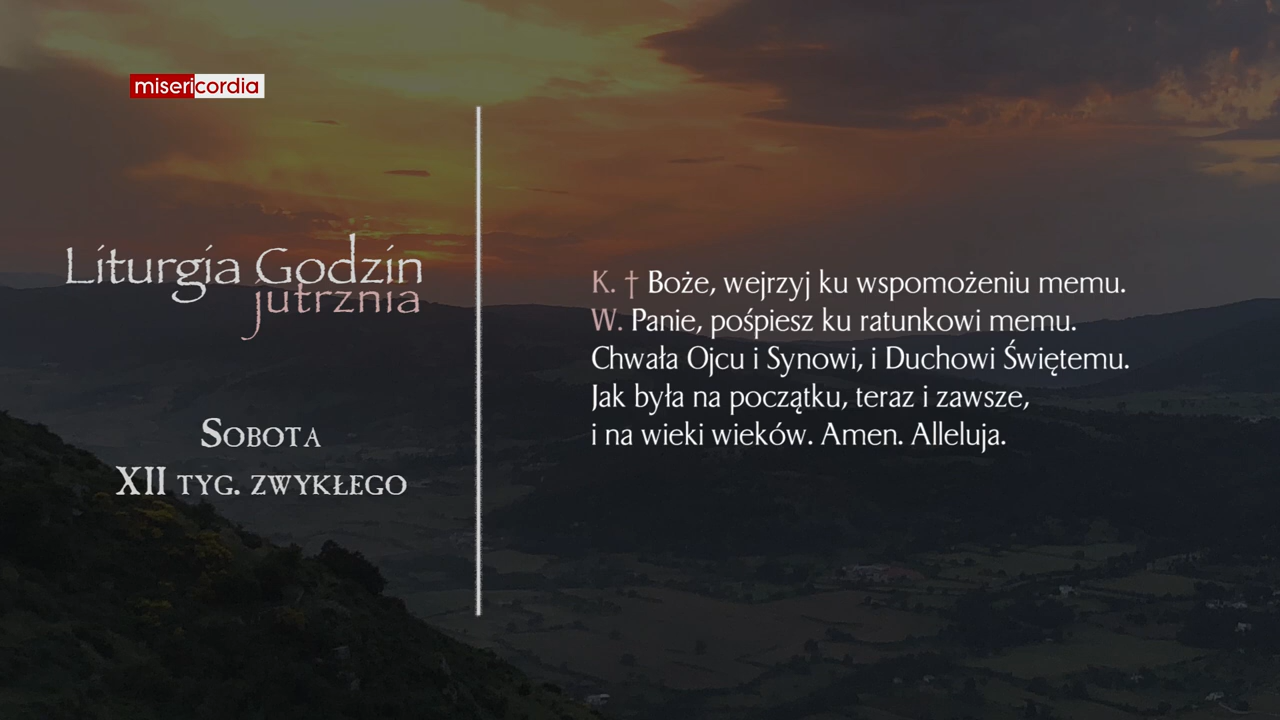 misericordia
Liturgia Godzin
jutrznia
Sobota
XII tyg. zwykłego
K. † Boże, wejrzyj ku wspomożeniu memu.
W. Panie, pośpiesz ku ratunkowi memu.
Chwała Ojcu i Synowi, i Duchowi Świętemu.
Jak była na początku, teraz i zawsze,
i na wieki wieków. Amen. Alleluja.